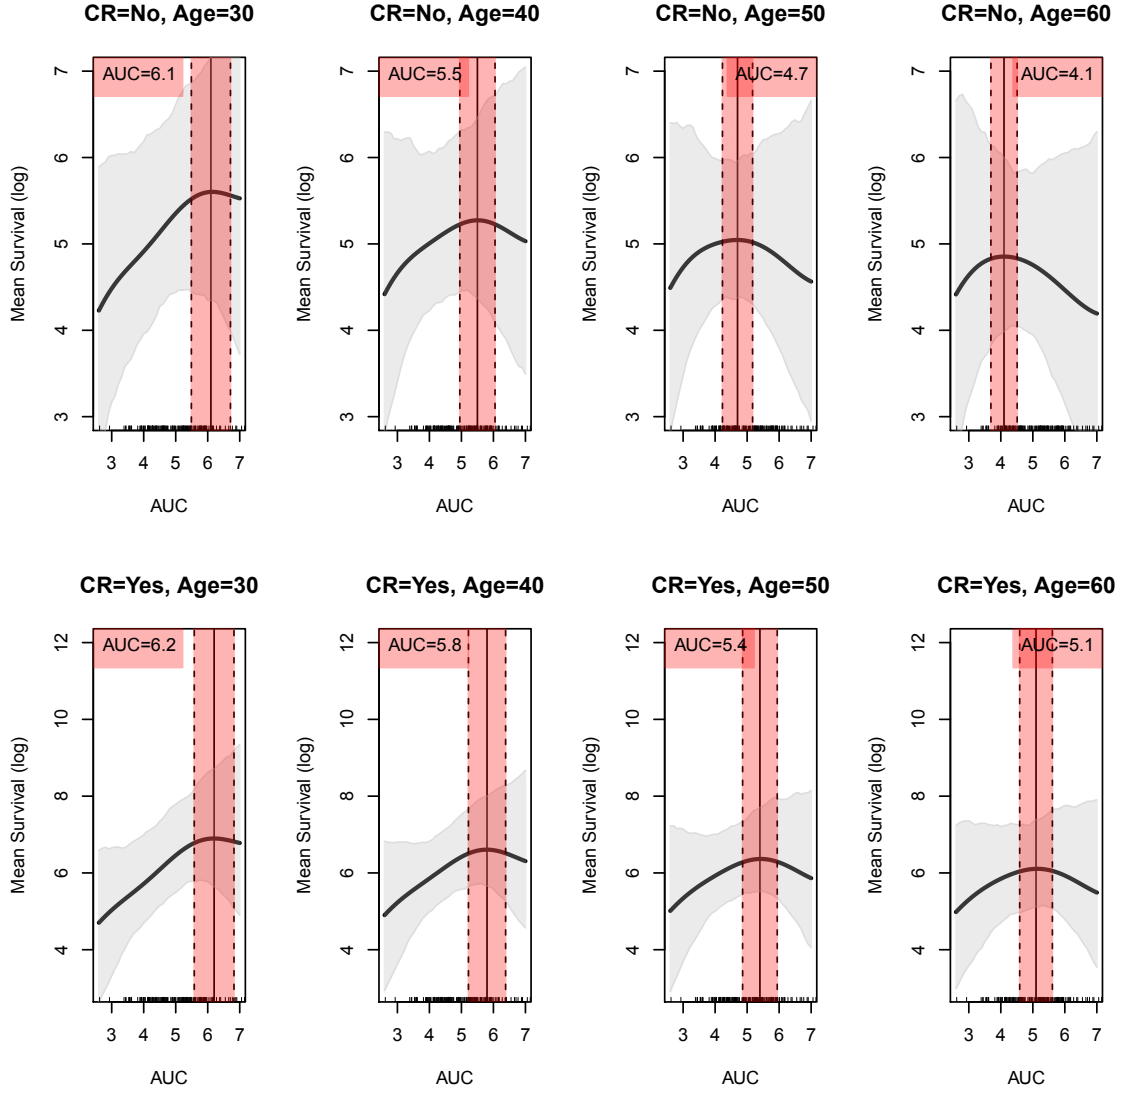 CR=No, Age=30
CR=No, Age=40
CR=No, Age=50
CR=No, Age=60
AUC=6.1
AUC=5.5
AUC=4.7
AUC=4.1
Mean Survival (log)
Mean Survival (log)
Mean Survival (log)
Mean Survival (log)
7
6
5
4
3
7
6
5
4
3
7
6
5
4
3
7
6
5
4
3
3 4 5 6 7
3 4 5 6 7
3 4 5 6 7
3 4 5 6 7
AUC
AUC
AUC
AUC
CR=Yes, Age=30
CR=Yes, Age=40
CR=Yes, Age=50
CR=Yes, Age=60
AUC=6.2
AUC=5.8
AUC=5.4
AUC=5.1
Mean Survival (log)
Mean Survival (log)
Mean Survival (log)
Mean Survival (log)
12
10
8
6
4
12
10
8
6
4
12
10
8
6
4
12
10
8
6
4
3 4 5 6 7
3 4 5 6 7
3 4 5 6 7
3 4 5 6 7
AUC
AUC
AUC
AUC